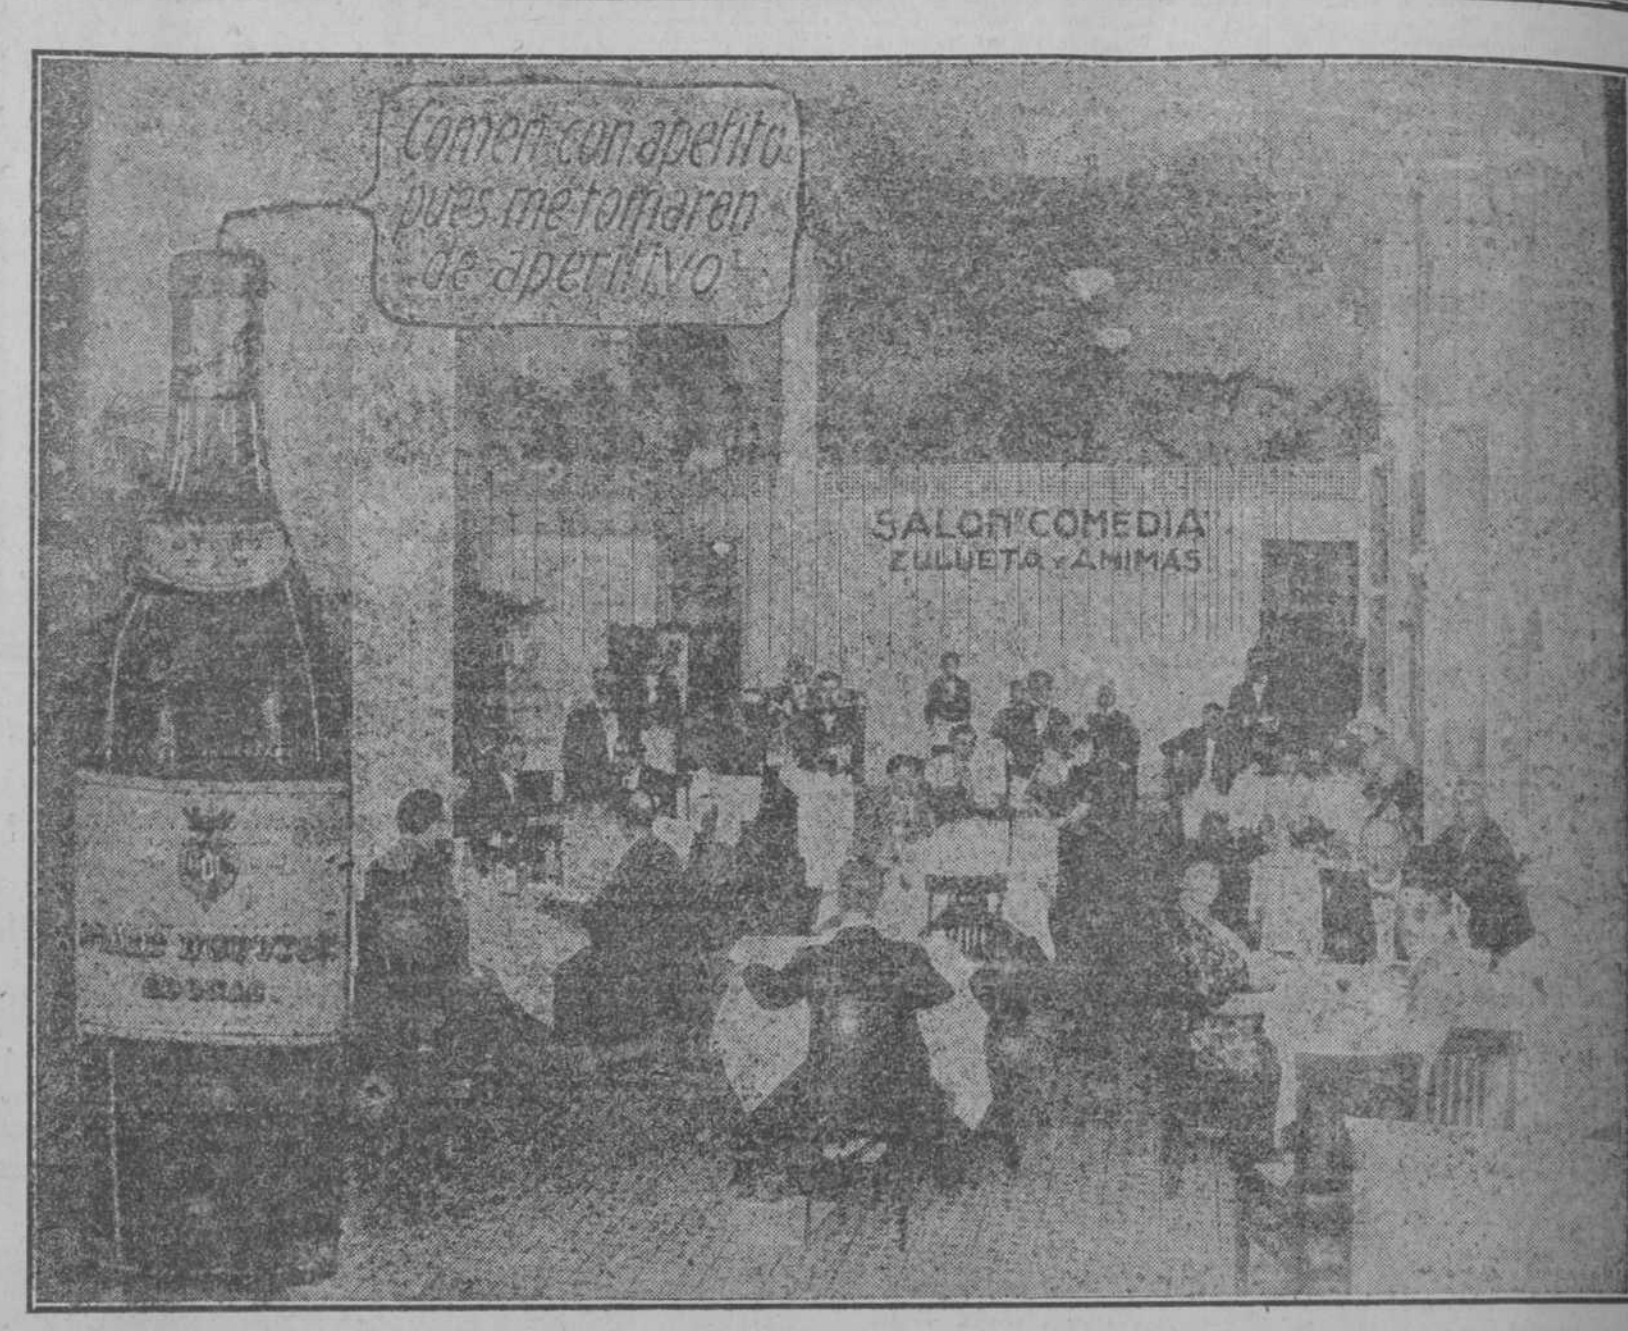 Comen con apetito
pues me tomaron
de aperitivo
SALON "COMEDIA"
ZULUETA Y ANIMAS